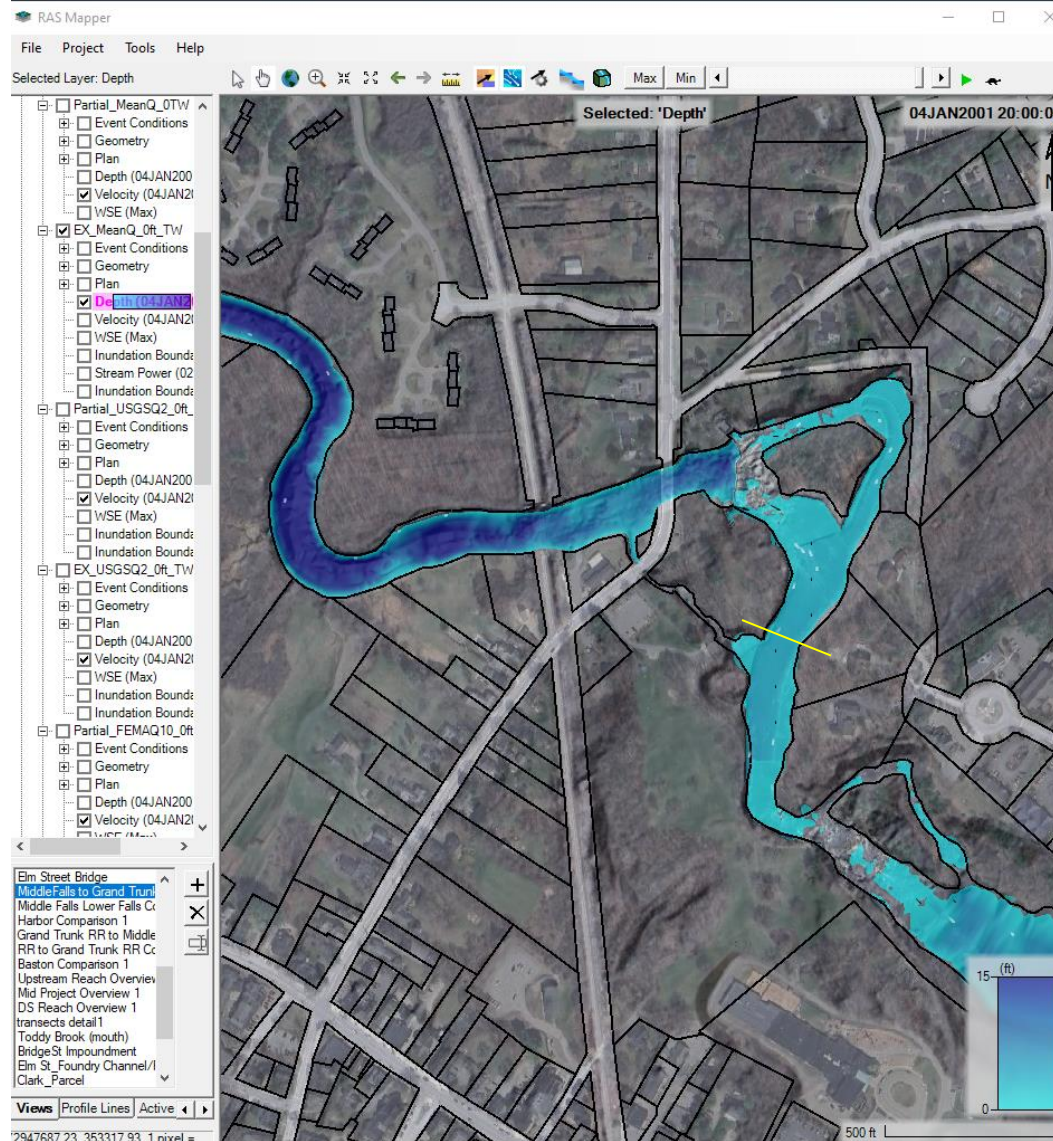 RAS Mapper
File Project Tools Help
Selected Layer: Depth
Max Min
Partial_MeanQ_0TW
Event Conditions
Geometry
Plan
Depth (04JAN200
Velocity (04JAN20
WSE (Max)
EX_MeanQ_0ft_TW
Event Conditions
Geometry
Plan
Depth (04JAN20
Velocity (04JAN20
WSE (Max)
Inundation Bounda
Stream Power (02
Inundation Bounda
Partial_USGSQ2_0ft_
Event Conditions
Geometry
Plan
Depth (04JAN200
Velocity (04JAN20
WSE (Max)
Inundation Bounda
Inundation Bounda
EX_USGSQ2_0ft_TW
Event Conditions
Geometry
Plan
Depth (04JAN200
Velocity (04JAN20
WSE (Max)
Inundation Bounda
Inundation Bounda
Partial_FEMAQ10_0ft
Event Conditions
Geometry
Plan
Depth (04JAN200
Velocity (04JAN20
Elm Street Bridge
MiddleFalls to Grand Trunk
Middle Falls Lower Falls Co
Harbor Comparison 1
Grand Trunk RR to Middle
RR to Grand Trunk RR Co
Baston Comparison 1
Upstream Reach Overview
Mid Project Overview 1
DS Reach Overview 1
transects detail1
Toddy Brook (mouth)
BridgeSt Impoundment
Elm St_Foundry Channel/
Clark_Parcel
Views Profile Lines Active
2947687.23, 353317.93 1 pixel =
Selected: 'Depth'
04JAN2001 20:00:0
15 (ft)
0
500 ft